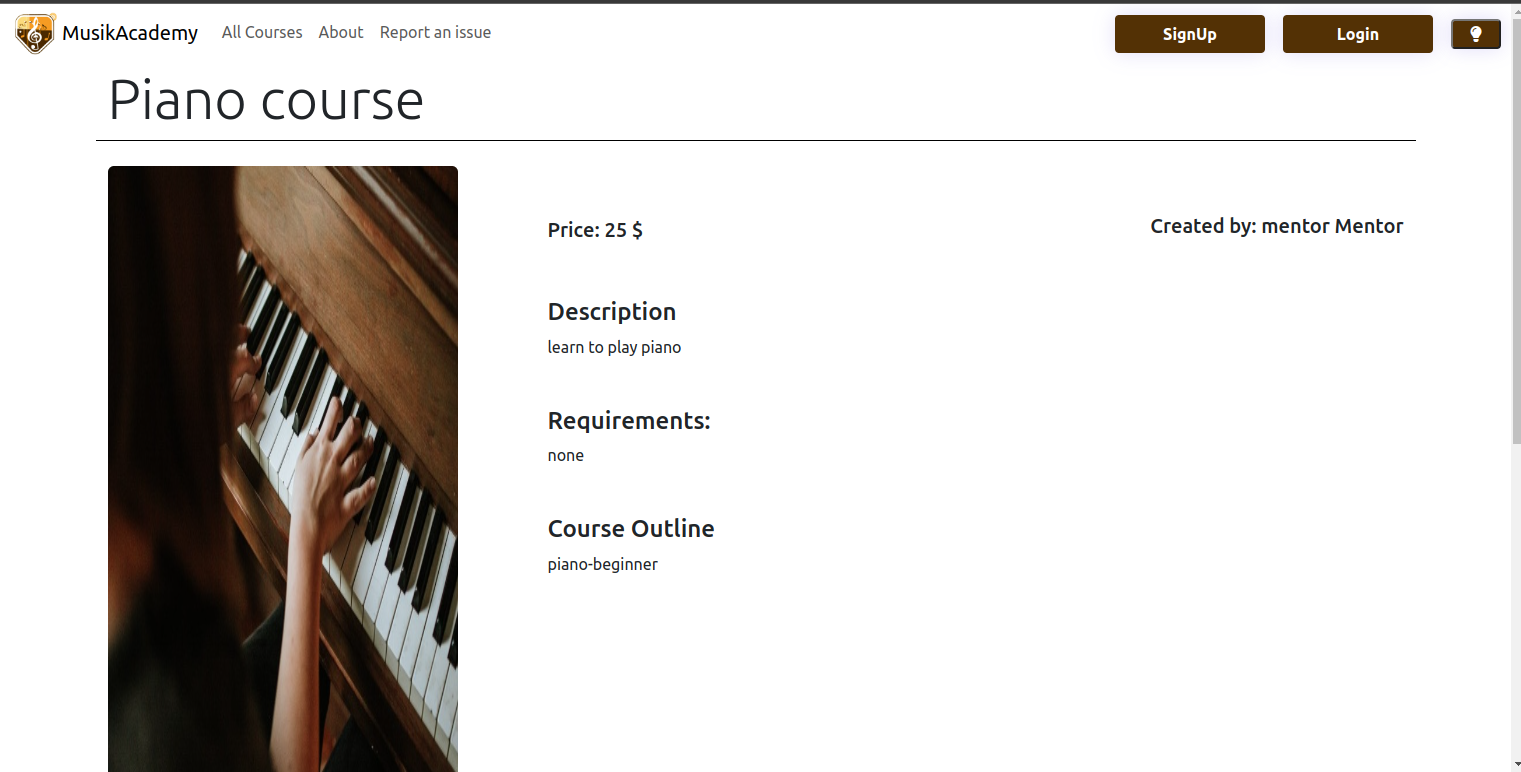 MusikAcademy All Courses About Report an issue SignUp Login
Piano course
Price: 25 $
Created by: mentor Mentor
Description
learn to play piano
Requirements:
none
Course Outline
piano-beginner